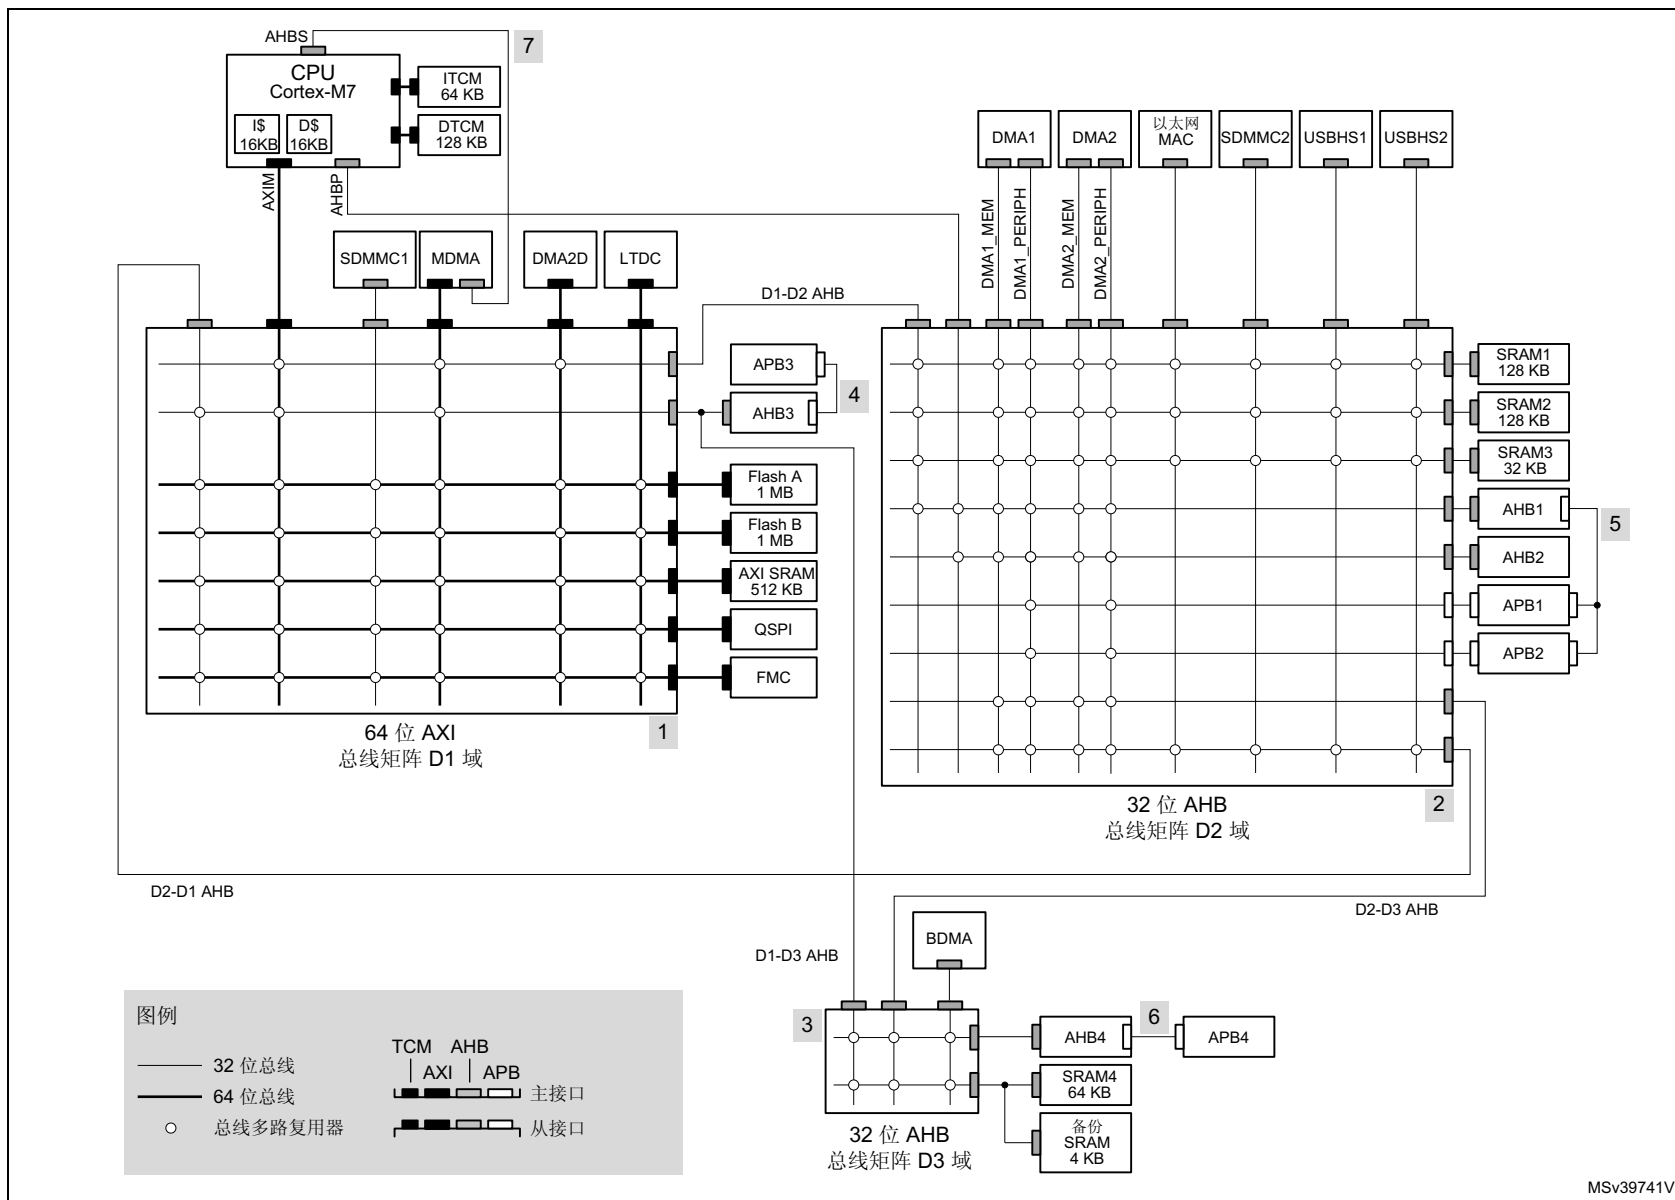 AHBS
7
CPU
Cortex-M7
I$
16KB
D$
16KB
ITCM
64 KB
DTCM
128 KB
AXIM
AHBP
SDMMC1
MDMA
DMA2D
LTDC
DMA1
DMA2
以太网
MAC
SDMMC2
USBHS1
USBHS2
DMA1_MEM
DMA1_PERIPH
DMA2_MEM
DMA2_PERIPH
D1-D2 AHB
APB3
AHB3
4
Flash A
1 MB
Flash B
1 MB
AXI SRAM
512 KB
QSPI
FMC
64 位 AXI
总线矩阵 D1 域
1
SRAM1
128 KB
SRAM2
128 KB
SRAM3
32 KB
AHB1
5
AHB2
APB1
APB2
32 位 AHB
总线矩阵 D2 域
2
D2-D1 AHB
D2-D3 AHB
D1-D3 AHB
BDMA
3
AHB4
6
APB4
SRAM4
64 KB
备份
SRAM
4 KB
32 位 AHB
总线矩阵 D3 域
图例
32 位总线
64 位总线
总线多路复用器
TCM AHB
AXI APB
主接口
从接口
MSv39741V